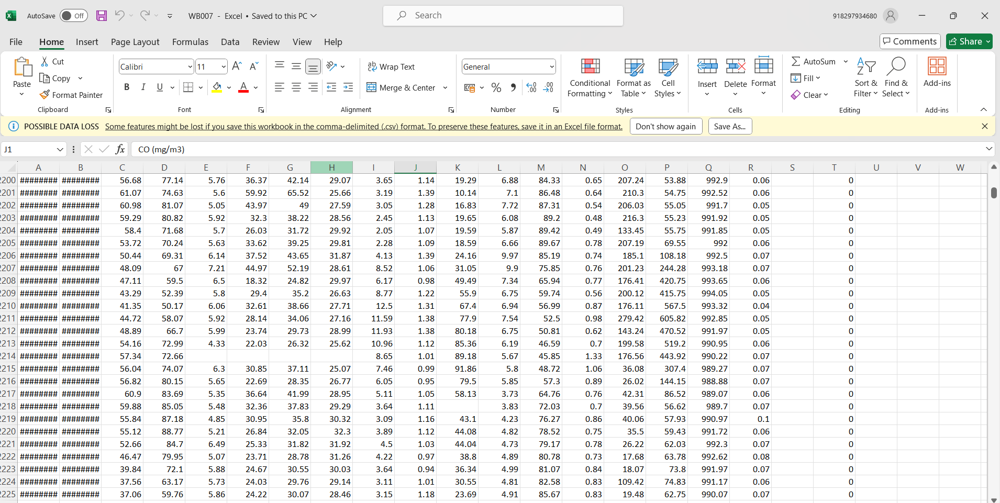 AutoSave Off WB007 - Excel • Saved to this PC Search 918297934680
File Home Insert Page Layout Formulas Data Review View Help Comments Share
Cut Calibri 11 A A ab Wrap Text General AutoSum
Paste Copy Conditional Formatting Format as Table Cell Styles Insert Delete Format Fill Sort & Filter Find & Select Add-ins
Format Painter B I U A Merge & Center % Clear
Clipboard Font Alignment Number Styles Cells Editing Add-ins
POSSIBLE DATA LOSS Some features might be lost if you save this workbook in the comma-delimited (.csv) format. To preserve these features, save it in an Excel file format. Don't show again Save As...
J1 fx CO (mg/m3)
A B C D E F G H I J K L M N O P Q R S T U V W
2200 ######## ######## 56.68 77.14 5.76 36.37 42.14 29.07 3.65 1.14 19.29 6.88 84.33 0.65 207.24 53.88 992.9 0.06 0
2201 ######## ######## 61.07 74.63 5.6 59.92 65.52 25.66 3.19 1.39 10.14 7.1 86.48 0.64 210.3 54.75 992.52 0.06 0
2202 ######## ######## 60.98 81.07 5.05 43.97 49 27.59 3.05 1.28 16.83 7.72 87.31 0.54 206.03 55.05 991.7 0.05 0
2203 ######## ######## 59.29 80.82 5.92 32.3 38.22 28.56 2.45 1.13 19.65 6.08 89.2 0.48 216.3 55.23 991.92 0.05 0
2204 ######## ######## 58.4 71.68 5.7 26.03 31.72 29.92 2.05 1.07 19.59 5.87 89.42 0.49 133.45 55.75 991.85 0.05 0
2205 ######## ######## 53.72 70.24 5.63 33.62 39.25 29.81 2.28 1.09 18.59 6.66 89.67 0.78 207.19 69.55 992 0.06 0
2206 ######## ######## 50.44 69.31 6.14 37.52 43.65 31.87 4.13 1.39 24.16 9.97 85.19 0.74 185.1 108.18 992.5 0.07 0
2207 ######## ######## 48.09 67 7.21 44.97 52.19 28.61 8.52 1.06 31.05 9.9 75.85 0.76 201.23 244.28 993.18 0.07 0
2208 ######## ######## 47.11 59.5 6.5 18.32 24.82 29.97 6.17 0.98 49.49 7.34 65.94 0.77 176.41 420.75 993.65 0.06 0
2209 ######## ######## 43.29 52.39 5.8 29.4 35.2 26.63 8.77 1.22 55.9 6.75 59.74 0.56 200.12 415.75 994.05 0.05 0
2210 ######## ######## 41.35 50.17 6.06 32.61 38.66 27.71 12.5 1.31 67.4 6.94 56.99 0.87 176.11 567.5 993.32 0.04 0
2211 ######## ######## 44.72 58.07 5.92 28.14 34.06 27.16 11.59 1.38 77.9 7.54 52.5 0.98 279.42 605.82 992.85 0.05 0
2212 ######## ######## 48.89 66.7 5.99 23.74 29.73 28.99 11.93 1.38 80.18 6.75 50.81 0.62 143.24 470.52 991.97 0.05 0
2213 ######## ######## 54.16 72.99 4.33 22.03 26.32 25.62 10.96 1.12 85.36 6.19 46.59 0.7 199.58 519.2 990.95 0.06 0
2214 ######## ######## 57.34 72.66 8.65 1.01 89.18 5.67 45.85 1.33 176.56 443.92 990.22 0.07 0
2215 ######## ######## 56.04 74.07 6.3 30.85 37.11 25.07 7.46 0.99 91.86 5.8 48.72 1.06 36.08 307.4 989.27 0.07 0
2216 ######## ######## 56.82 80.15 5.65 22.69 28.35 26.77 6.05 0.95 79.5 5.85 57.3 0.89 26.02 144.15 988.88 0.07 0
2217 ######## ######## 60.9 83.69 5.35 36.64 41.99 28.95 5.11 1.05 58.13 3.73 64.76 0.76 42.31 86.52 989.07 0.06 0
2218 ######## ######## 59.88 85.05 5.48 32.36 37.83 29.29 3.64 1.11 3.83 72.03 0.7 39.56 56.62 989.7 0.07 0
2219 ######## ######## 55.84 87.18 4.85 30.95 35.8 30.32 3.09 1.16 43.1 4.23 76.27 0.86 40.06 57.93 990.97 0.1 0
2220 ######## ######## 55.12 88.77 5.21 26.84 32.05 32.3 3.89 1.12 44.08 4.82 78.52 0.75 35.5 59.43 991.72 0.06 0
2221 ######## ######## 52.66 84.7 6.49 25.33 31.82 31.92 4.5 1.03 44.04 4.73 79.17 0.78 26.22 62.03 992.3 0.07 0
2222 ######## ######## 46.47 79.95 5.07 23.71 28.78 31.26 4.22 0.97 38.8 4.89 80.78 0.73 17.68 63.78 992.62 0.08 0
2223 ######## ######## 39.84 72.1 5.88 24.67 30.55 30.03 3.64 0.94 36.34 4.99 81.07 0.84 18.07 73.8 991.97 0.07 0
2224 ######## ######## 37.56 63.17 5.73 24.03 29.76 29.14 3.11 1.01 30.55 4.81 82.58 0.83 109.42 74.83 991.17 0.06 0
2225 ######## ######## 37.06 59.76 5.86 24.22 30.07 28.46 3.15 1.18 23.69 4.91 85.67 0.83 19.48 62.75 990.07 0.07 0